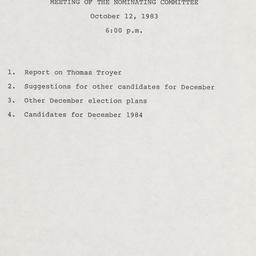 MEETING OF THE NOMINATING COMMITTEE
October 12, 1983
6:00 p.m.
1. Report on Thomas Troyer
2. Suggestions for other candidates for December
3. Other December election plans
4. Candidates for December 1984